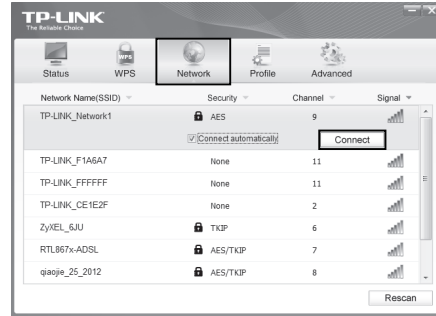 TP-LINK
The Reliable Choice
WPS
Status WPS Network Profile Advanced
Network Name(SSID) Security Channel Signal
TP-LINK_Network1 AES 9
Connect automatically Connect
TP-LINK_F1A6A7 None 11
TP-LINK_FFFFFF None 11
TP-LINK_CE1E2F None 2
ZyXEL_6JU TKIP 6
RTL867x-ADSL AES/TKIP 7
qiaojie_25_2012 AES/TKIP 8
Rescan